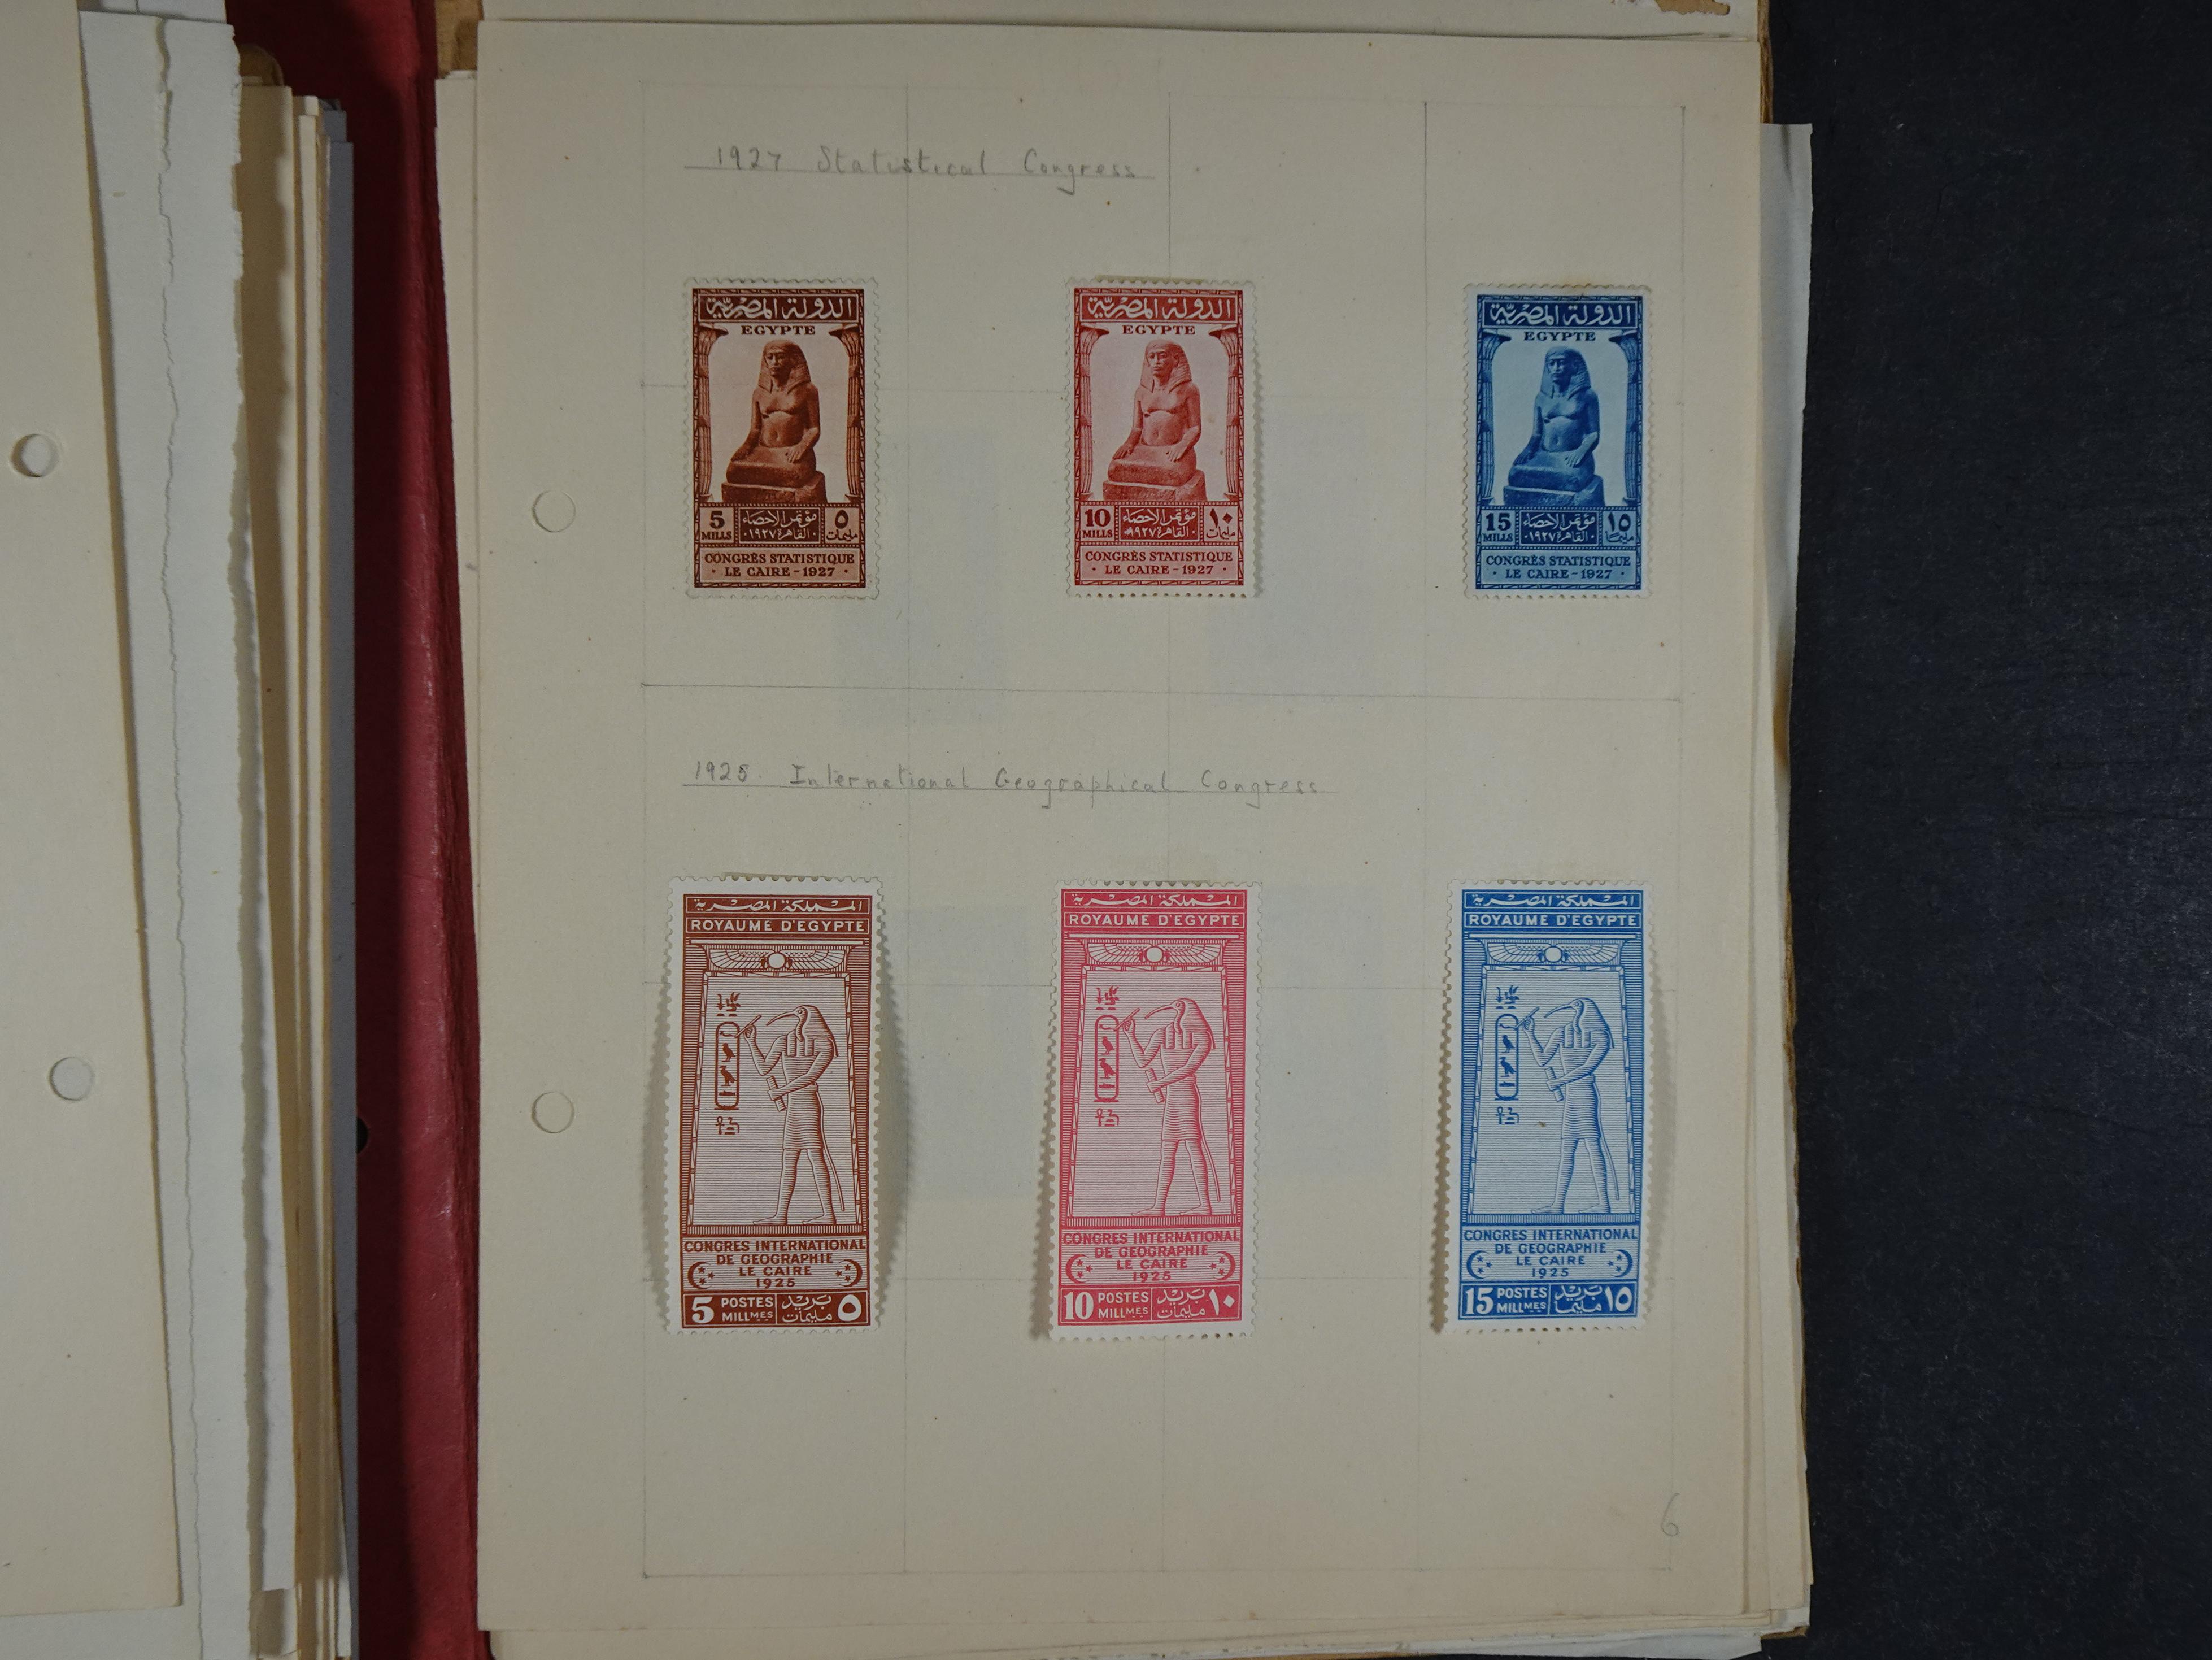 1927 Statistical Congress
الدولة المصرية
EGYPTE
5 MILLS
مؤتمر الاحصاء
القاهرة ١٩٢٧
٥ مليمات
CONGRÈS STATISTIQUE
LE CAIRE - 1927
الدولة المصرية
EGYPTE
10 MILLS
مؤتمر الاحصاء
القاهرة ١٩٢٧
١٠ مليمات
CONGRÈS STATISTIQUE
LE CAIRE - 1927
الدولة المصرية
EGYPTE
15 MILLS
مؤتمر الاحصاء
القاهرة ١٩٢٧
١٥ مليما
CONGRÈS STATISTIQUE
LE CAIRE - 1927
1925. International Geographical Congress
المملكة المصرية
ROYAUME D'EGYPTE
CONGRES INTERNATIONAL
DE GEOGRAPHIE
LE CAIRE
1925
5 POSTES MILLMES
بريد مليمات ٥
المملكة المصرية
ROYAUME D'EGYPTE
CONGRES INTERNATIONAL
DE GEOGRAPHIE
LE CAIRE
1925
10 POSTES MILLMES
بريد مليمات ١٠
المملكة المصرية
ROYAUME D'EGYPTE
CONGRES INTERNATIONAL
DE GEOGRAPHIE
LE CAIRE
1925
15 POSTES MILLMES
بريد مليما ١٥
6